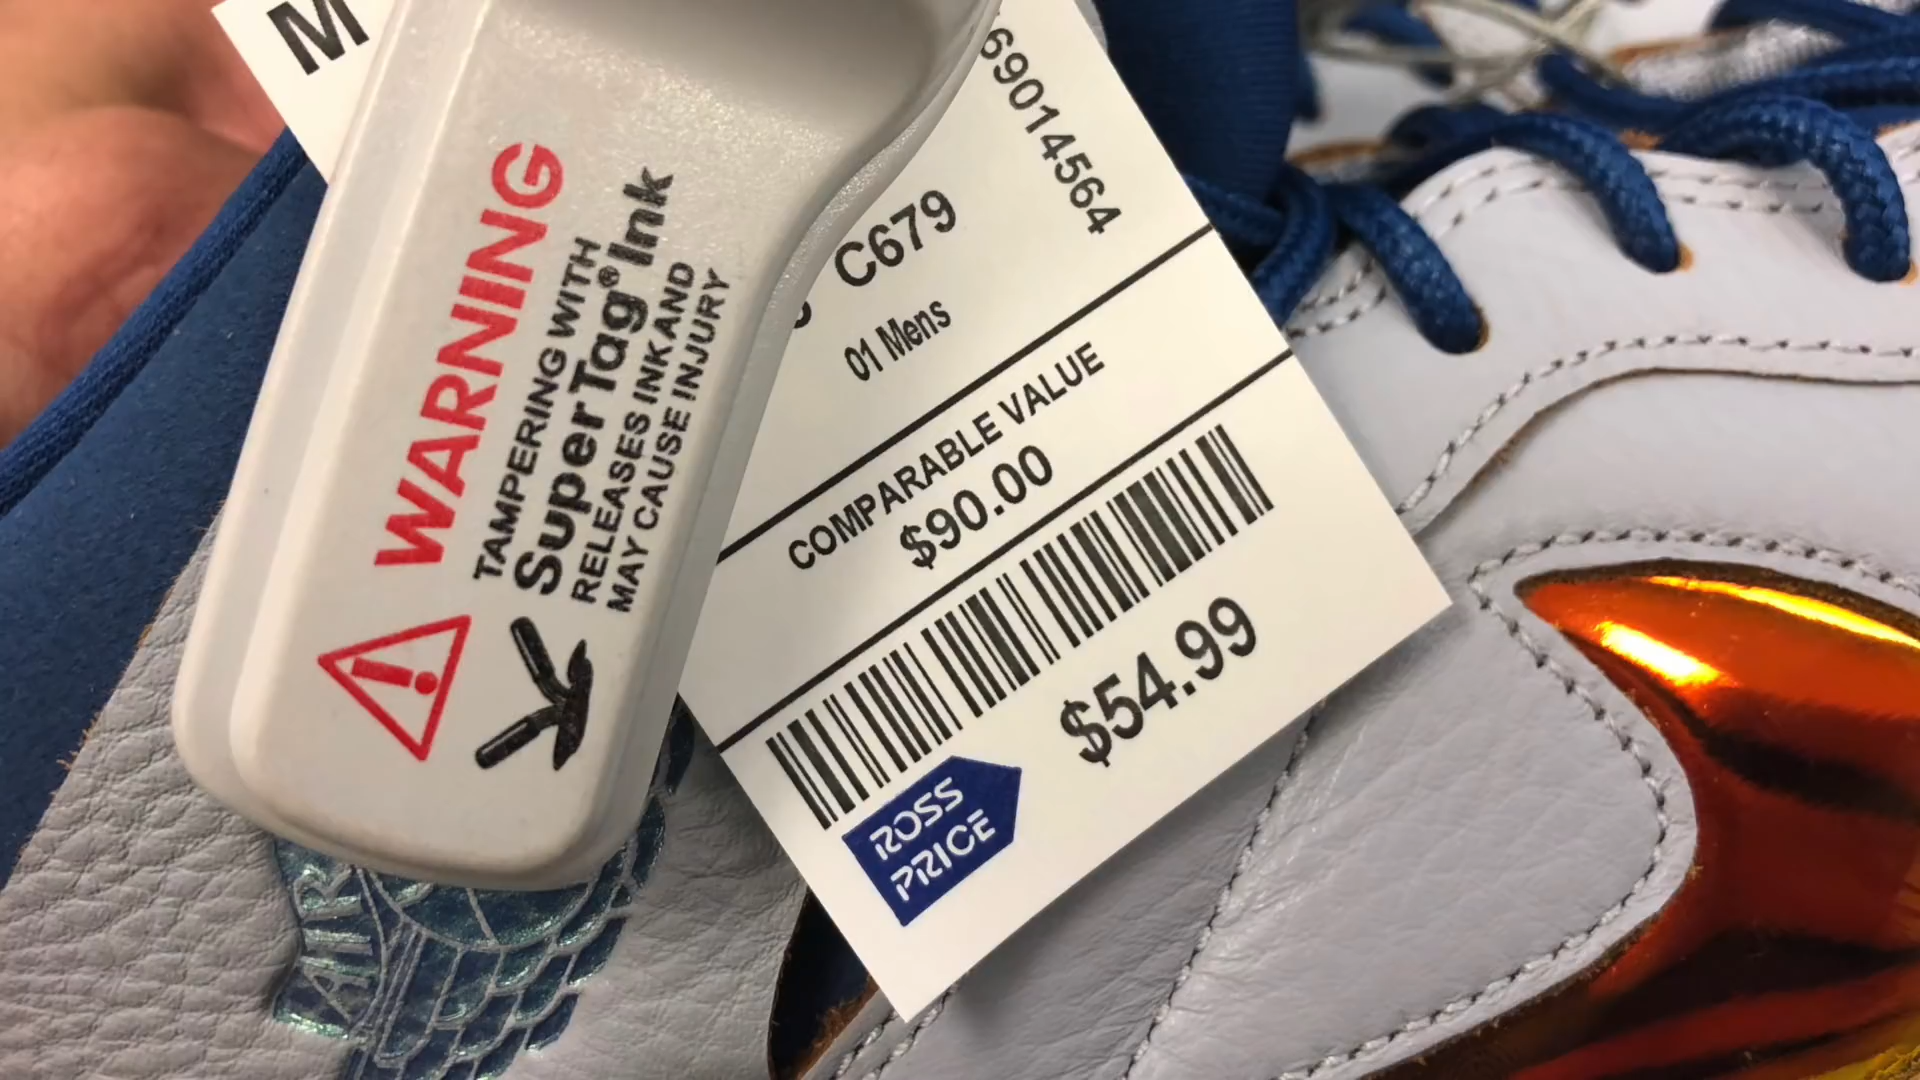 M
WARNING
TAMPERING WITH
SuperTag® Ink
RELEASES INK AND
MAY CAUSE INJURY
69014564
C679
01 Mens
COMPARABLE VALUE
$90.00
$54.99
ROSS
PRICE
AIR